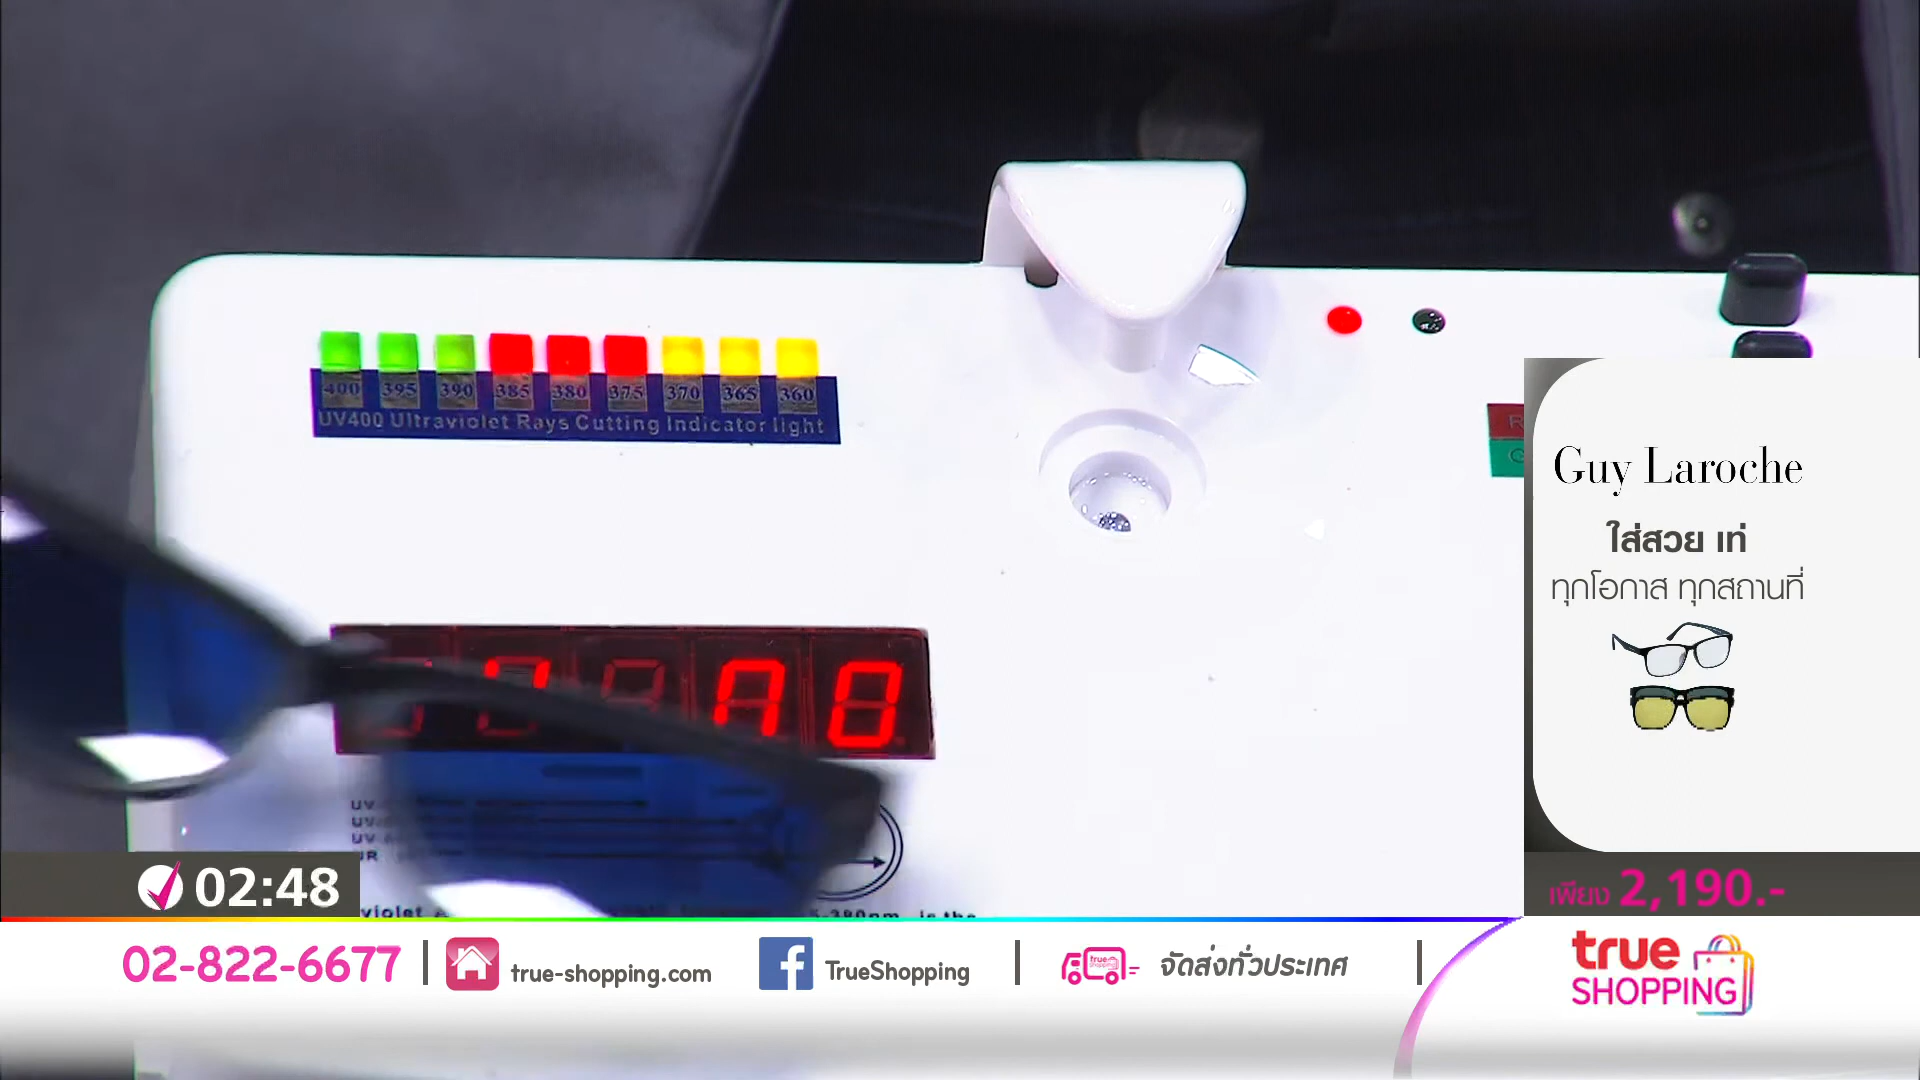 400 395 390 385 380 375 370 365 360
UV400 Ultraviolet Rays Cutting Indicator light
Guy Laroche
ใส่สวย เท่
ทุกโอกาส ทุกสถานที่
เพียง 2,190.-
02:48
02-822-6677
true-shopping.com
TrueShopping
จัดส่งทั่วประเทศ
true
SHOPPING